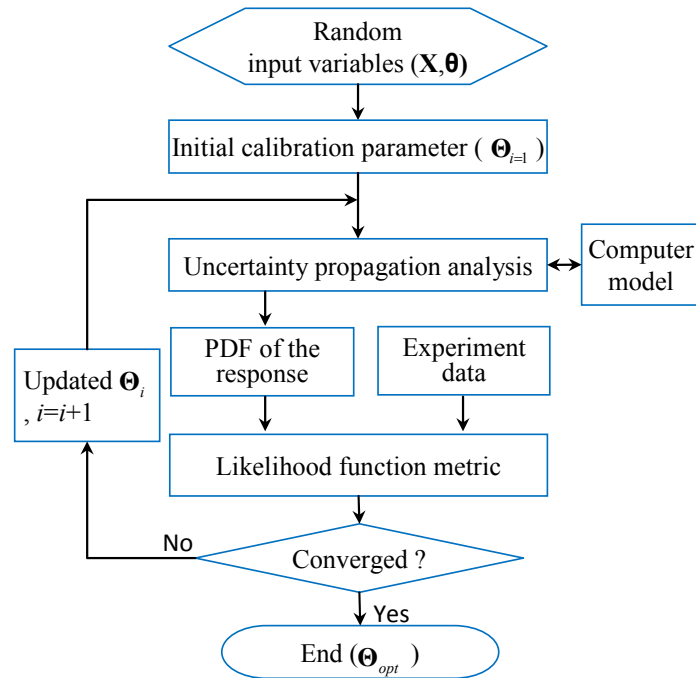 Random
input variables (X,θ)
Initial calibration parameter ( Θi=1 )
Uncertainty propagation analysis
Computer
model
PDF of the
response
Experiment
data
Updated Θi
, i=i+1
Likelihood function metric
No
Converged ?
Yes
End (Θopt )